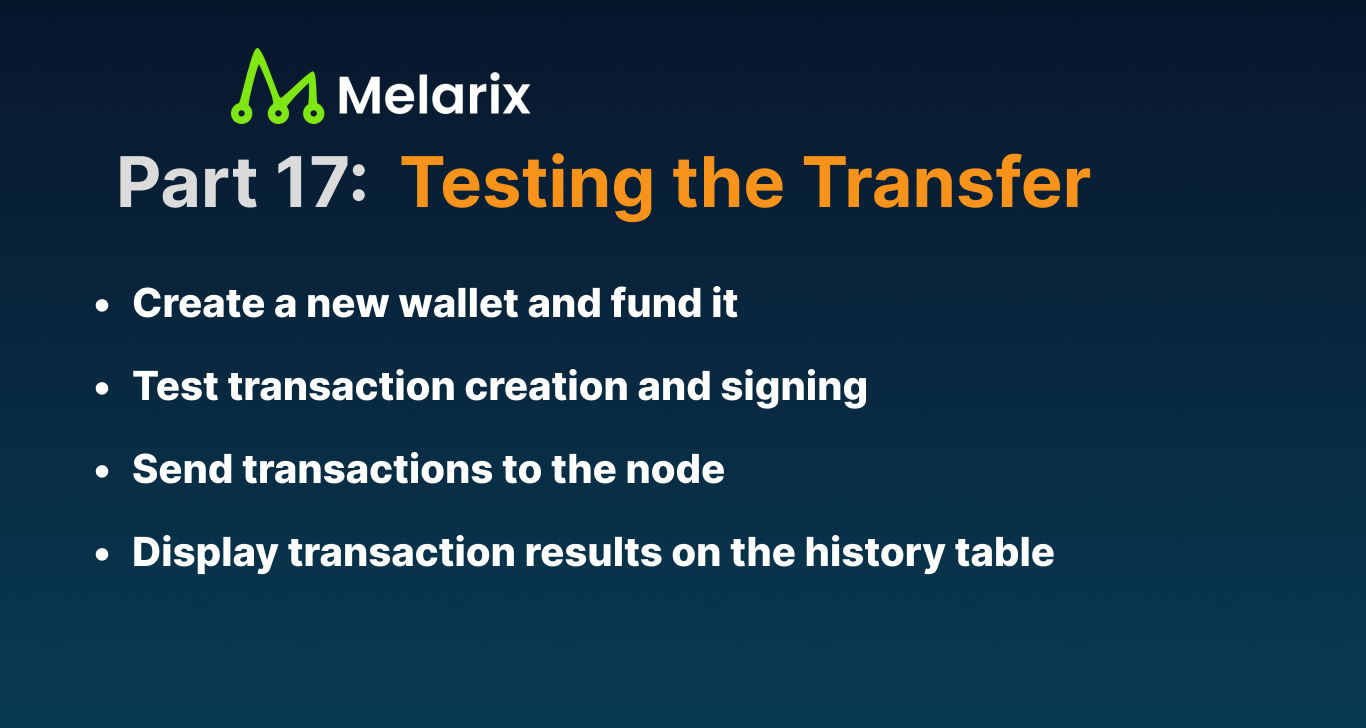 Melarix
Part 17: Testing the Transfer
• Create a new wallet and fund it
• Test transaction creation and signing
• Send transactions to the node
• Display transaction results on the history table